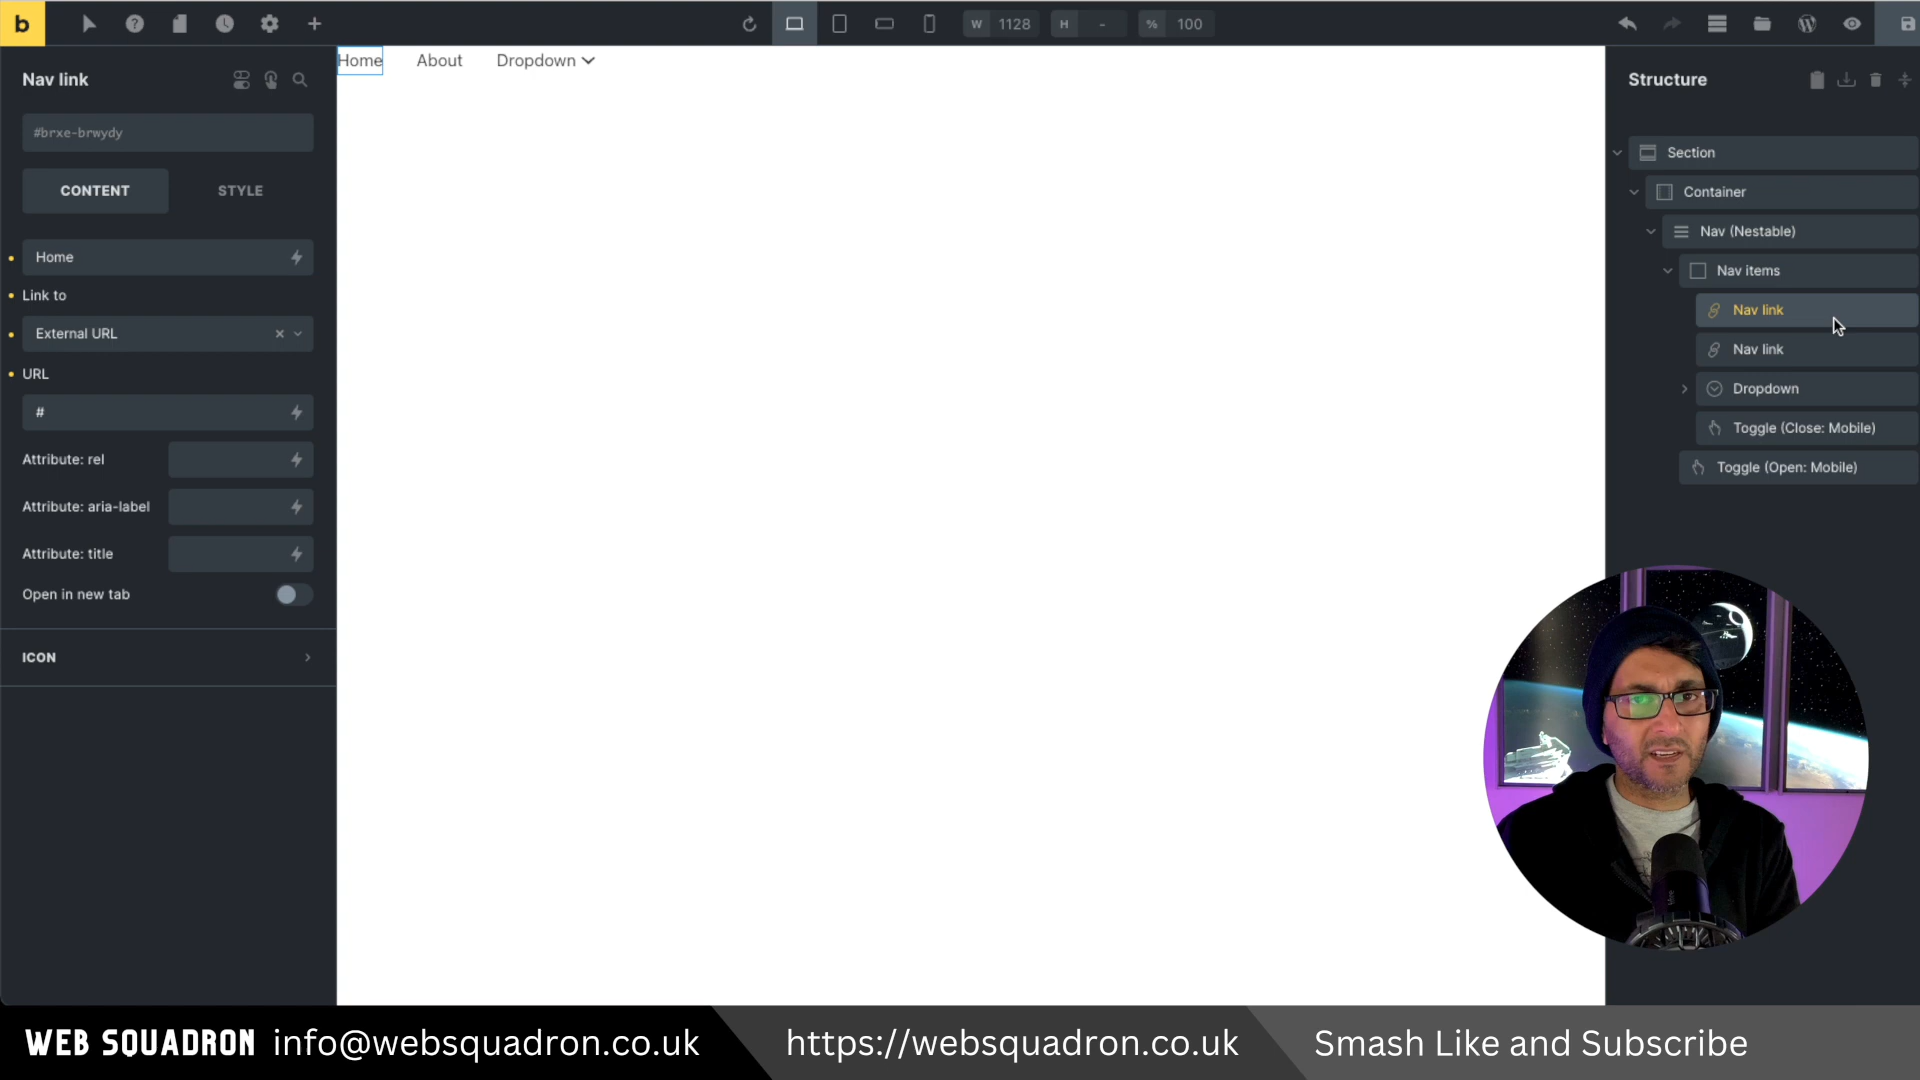 b
W 1128 H - % 100
Nav link
#brxe-brwydy
CONTENT STYLE
Home
Link to
External URL
URL
#
Attribute: rel
Attribute: aria-label
Attribute: title
Open in new tab
ICON
Home About Dropdown
Structure
Section
Container
Nav (Nestable)
Nav items
Nav link
Nav link
Dropdown
Toggle (Close: Mobile)
Toggle (Open: Mobile)
WEB SQUADRON info@websquadron.co.uk https://websquadron.co.uk Smash Like and Subscribe